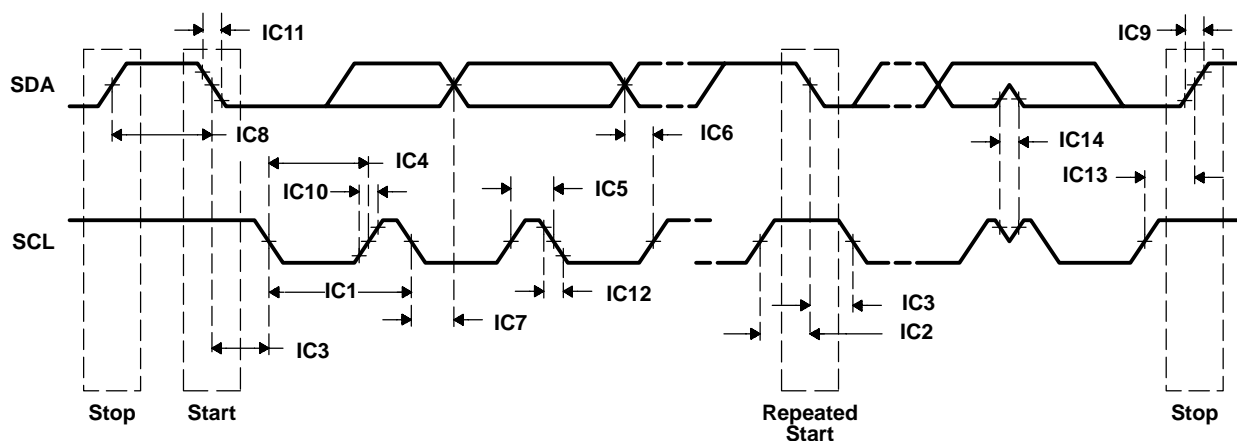 IC11
IC9
SDA
IC8
IC6
IC4
IC14
IC10
IC5
IC13
SCL
IC1
IC12
IC7
IC3
IC3
IC2
Stop
Start
Repeated
Start
Stop